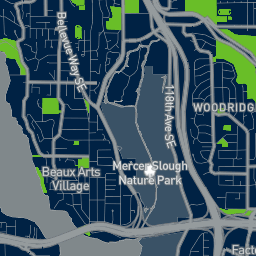 Bellevue Way SE
118th Ave SE
WOODRIDG
Mercer Slough
Nature Park
Beaux Arts
Village
Facto